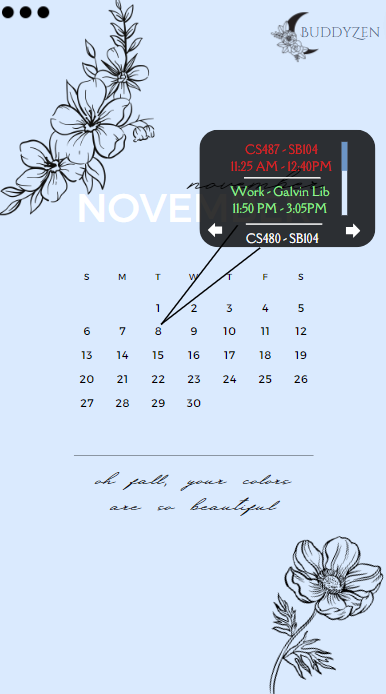 BUDDYZEN
CS487 - SB104
11:25 AM - 12:40PM
Work - Galvin Lib
11:50 PM - 3:05PM
CS480 - SB104
november
NOVEM
S M T W T F S
1 2 3 4 5
6 7 8 9 10 11 12
13 14 15 16 17 18 19
20 21 22 23 24 25 26
27 28 29 30
oh fall, your colors
are so beautiful